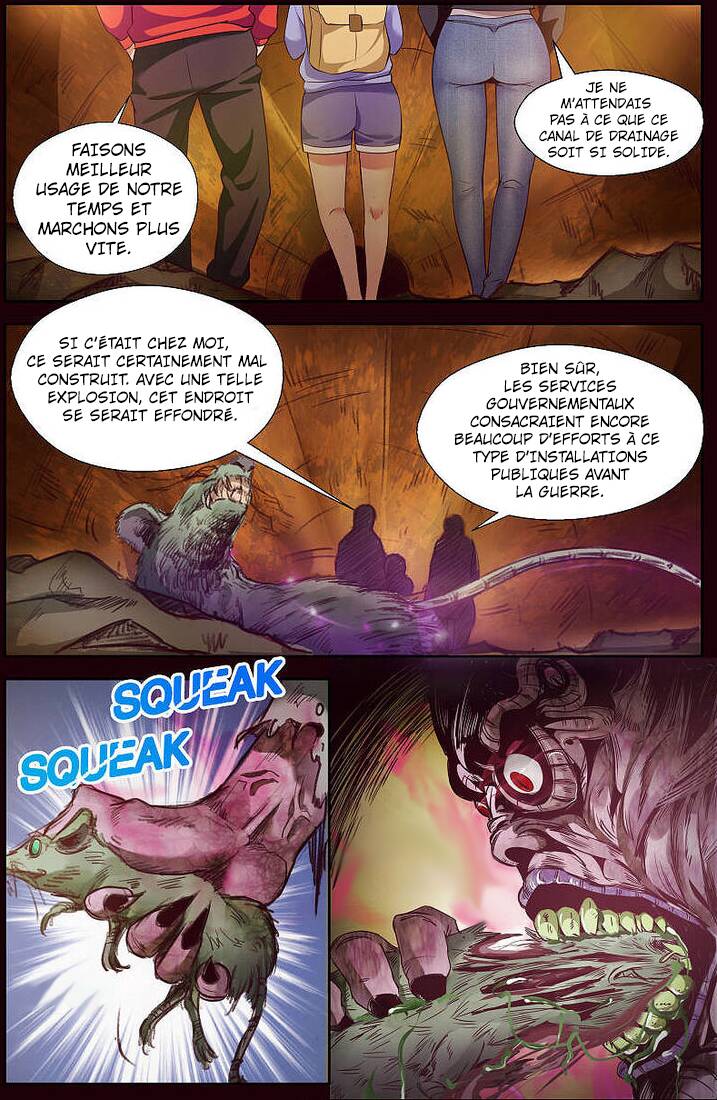 JE NE
M'ATTENDAIS
PAS À CE QUE CE
CANAL DE DRAINAGE
SOIT SI SOLIDE.
FAISONS
MEILLEUR
USAGE DE NOTRE
TEMPS ET
MARCHONS PLUS
VITE.
SI C'ÉTAIT CHEZ MOI,
CE SERAIT CERTAINEMENT MAL
CONSTRUIT. AVEC UNE TELLE
EXPLOSION, CET ENDROIT
SE SERAIT EFFONDRÉ.
BIEN SÛR,
LES SERVICES
GOUVERNEMENTAUX
CONSACRAIENT ENCORE
BEAUCOUP D'EFFORTS À CE
TYPE D'INSTALLATIONS
PUBLIQUES AVANT
LA GUERRE.
SQUEAK
SQUEAK